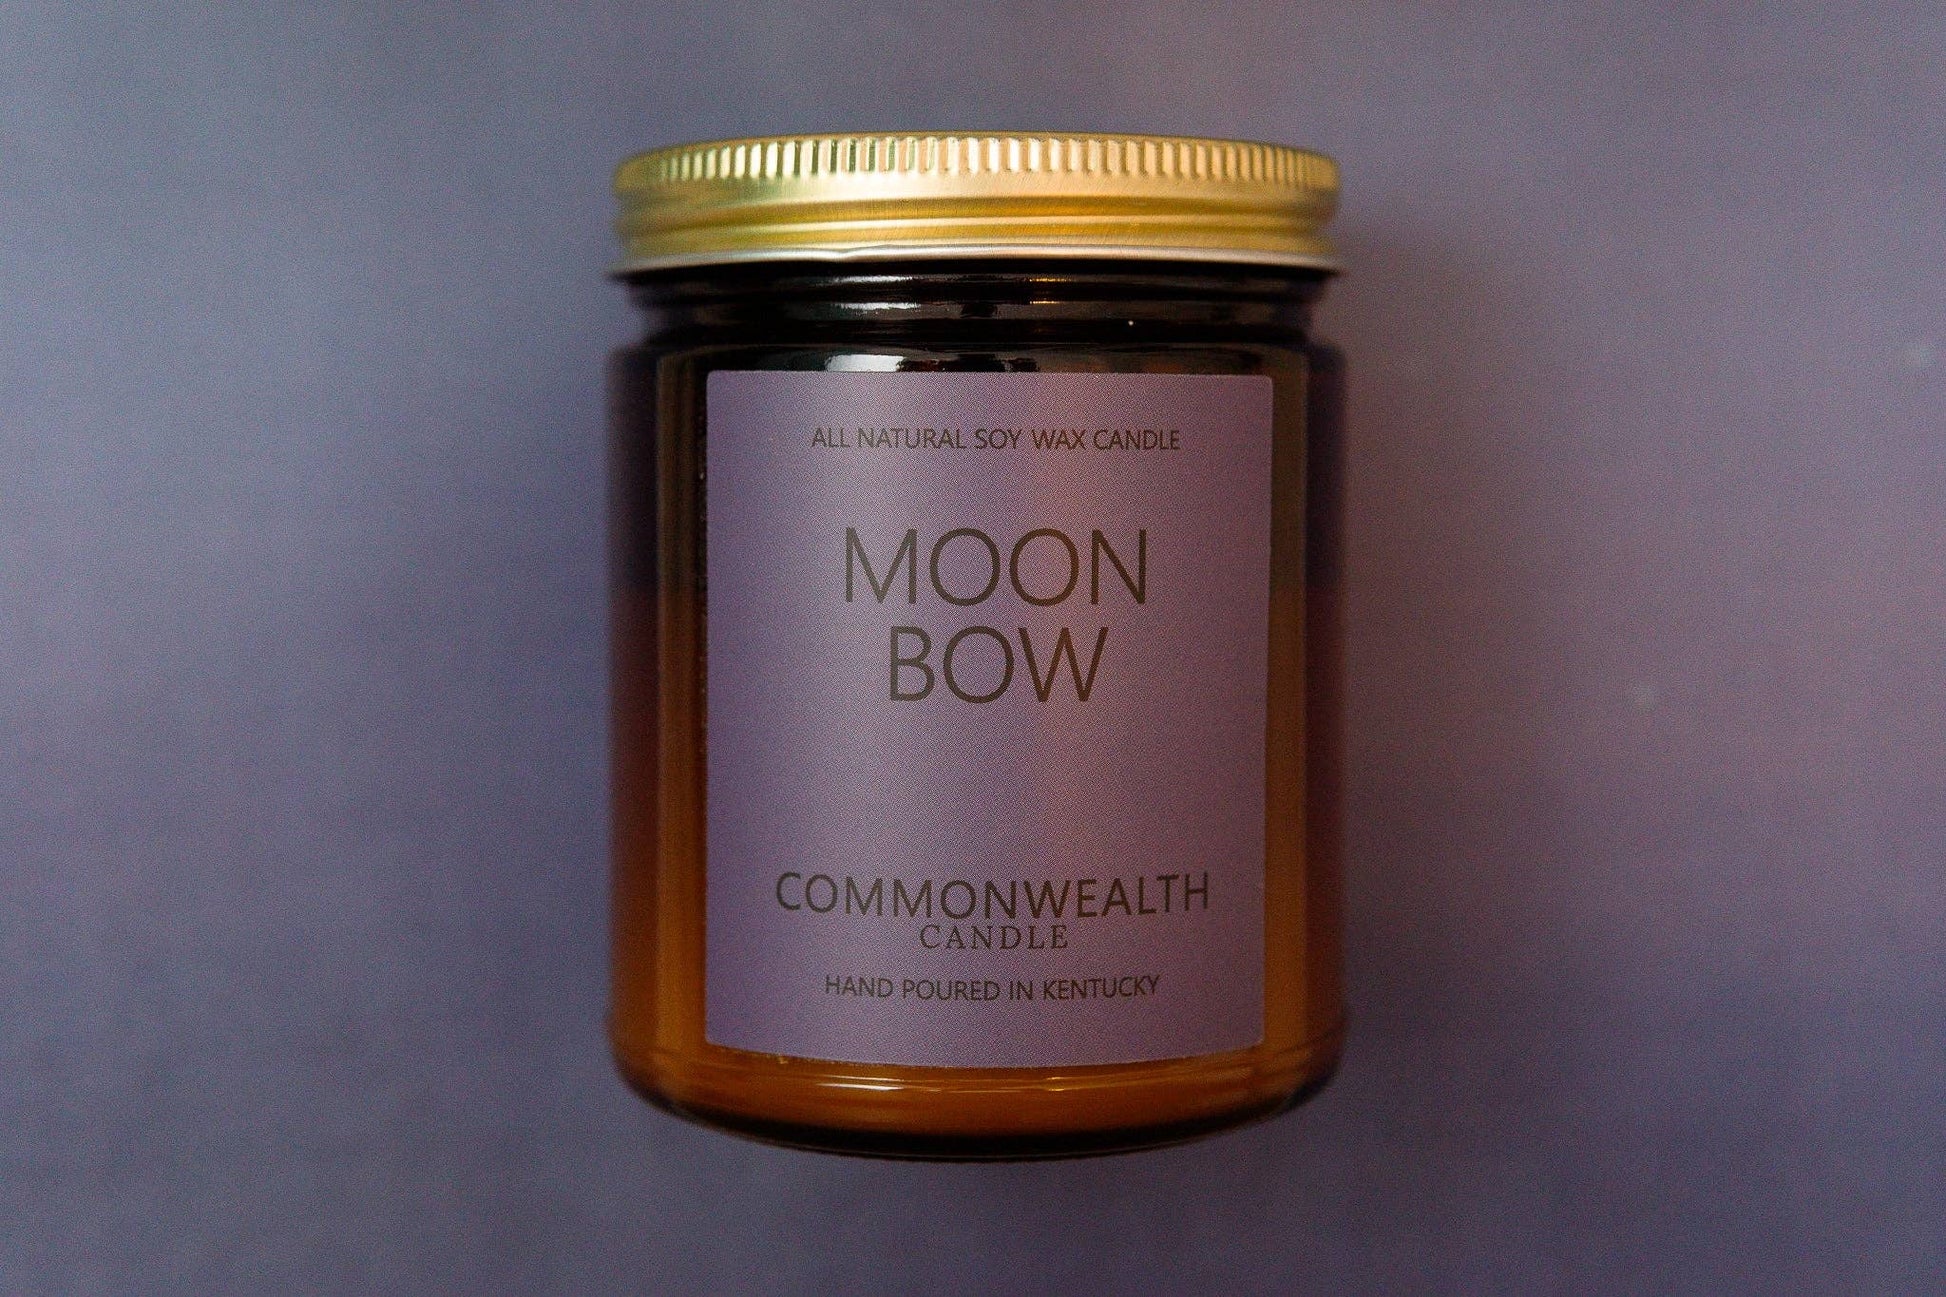 ALL NATURAL SOY WAX CANDLE
MOON
BOW
COMMONWEALTH
CANDLE
HAND POURED IN KENTUCKY